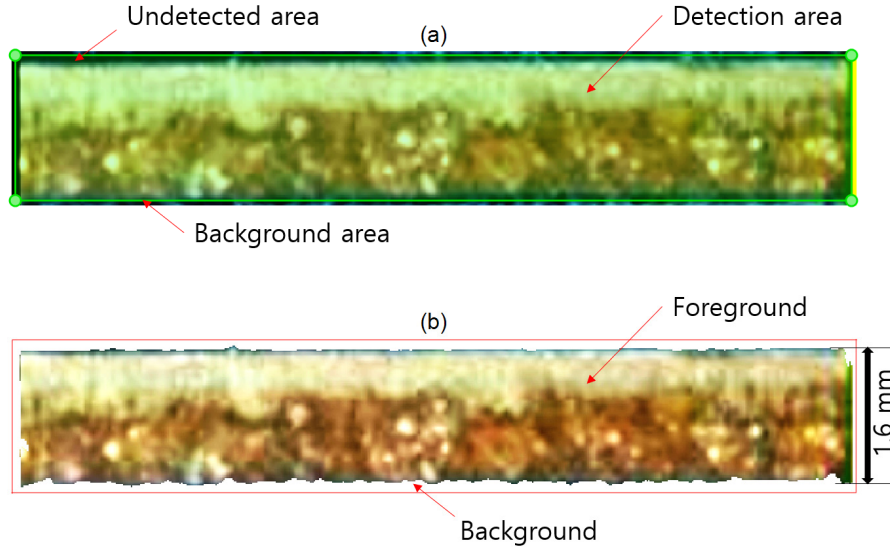 Undetected area
(a)
Detection area
Background area
(b)
Foreground
1.6 mm
Background